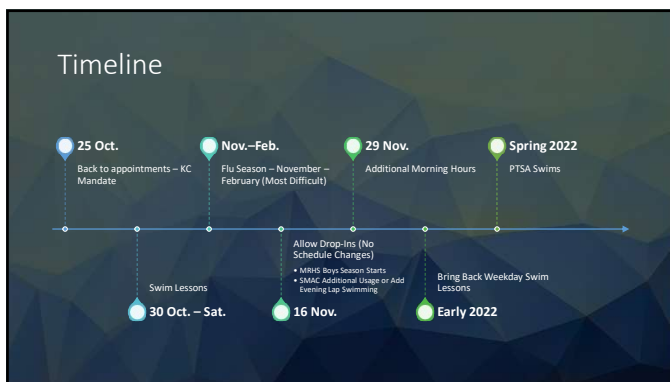 Timeline
25 Oct.
Back to appointments – KC
Mandate
Swim Lessons
30 Oct. – Sat.
Nov.–Feb.
Flu Season – November –
February (Most Difficult)
Allow Drop-Ins (No
Schedule Changes)
• MRHS Boys Season Starts
• SMAC Additional Usage or Add
Evening Lap Swimming
16 Nov.
29 Nov.
Additional Morning Hours
Bring Back Weekday Swim
Lessons
Early 2022
Spring 2022
PTSA Swims